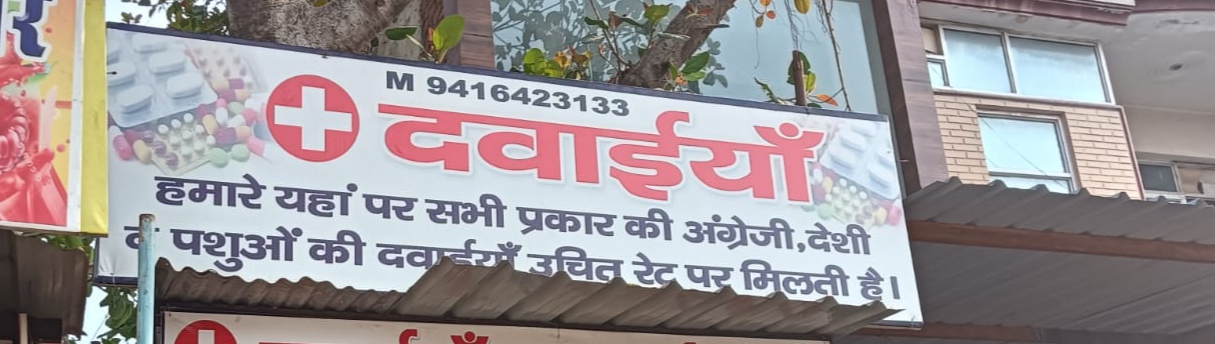 M 9416423133
दवाईयाँ
हमारे यहां पर सभी प्रकार की अंग्रेजी,देशी
व पशुओं की दवाईयाँ उचित रेट पर मिलती है।